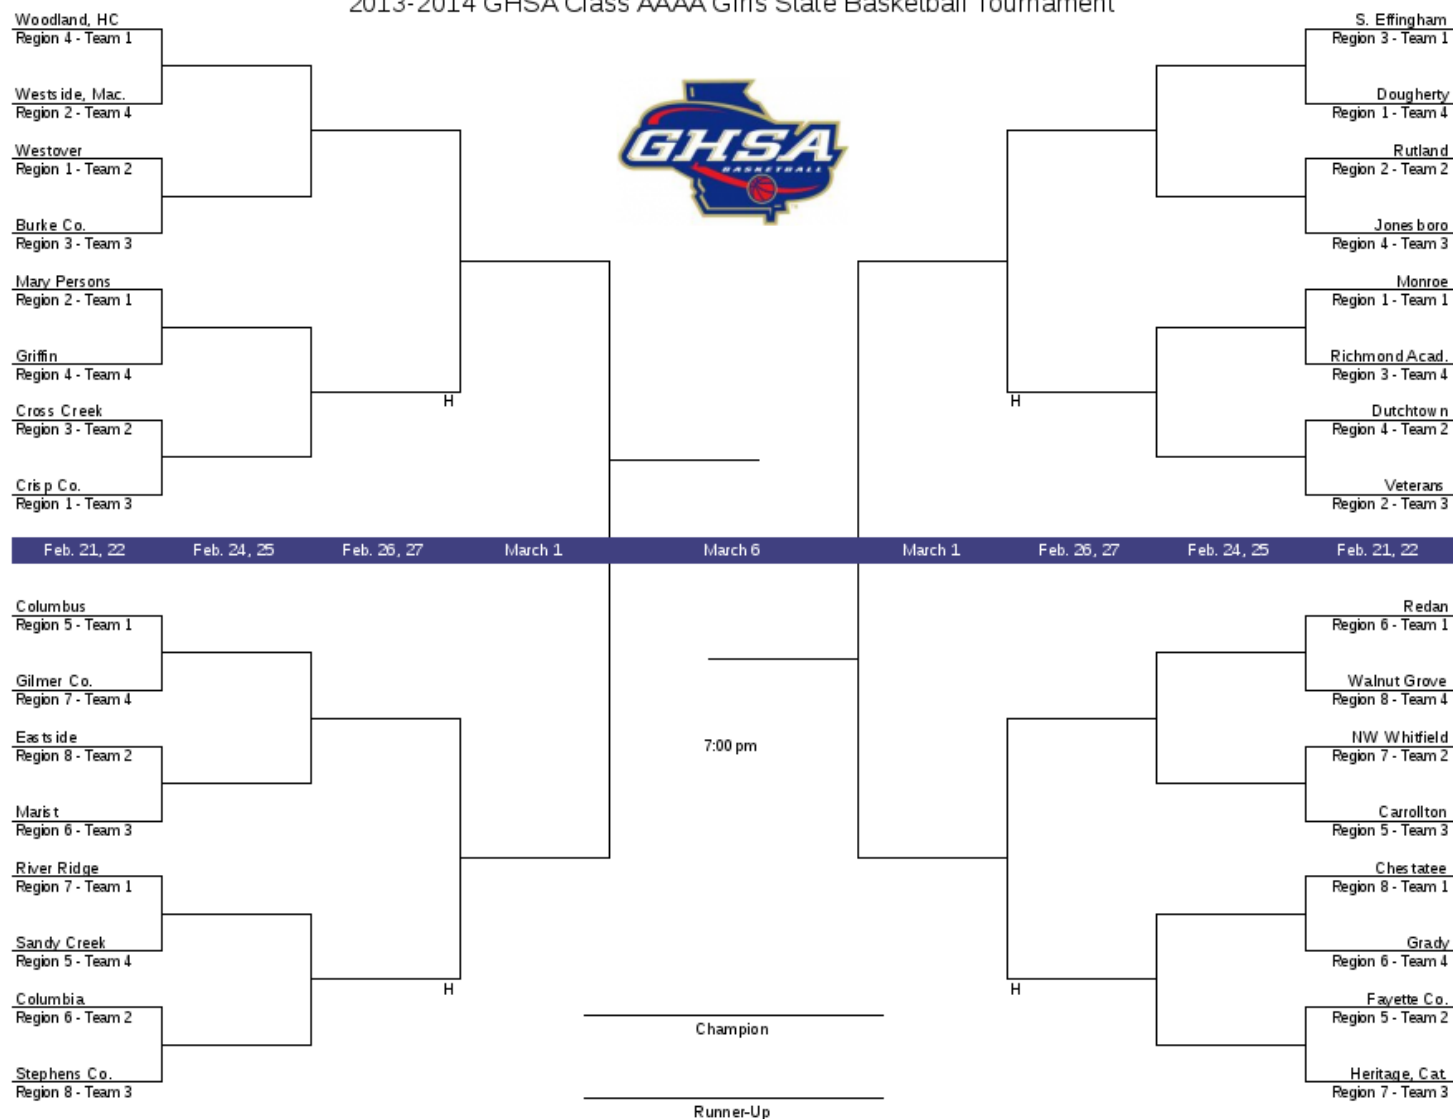 2013-2014 GHSA Class AAAA Girls State Basketball Tournament
Woodland, HC
Region 4 - Team 1
Westside, Mac.
Region 2 - Team 4
Westover
Region 1 - Team 2
Burke Co.
Region 3 - Team 3
Mary Persons
Region 2 - Team 1
Griffin
Region 4 - Team 4
Cross Creek
Region 3 - Team 2
Crisp Co.
Region 1 - Team 3
H
GHSA
BASKETBALL
S. Effingham
Region 3 - Team 1
Dougherty
Region 1 - Team 4
Rutland
Region 2 - Team 2
Jonesboro
Region 4 - Team 3
Monroe
Region 1 - Team 1
Richmond Acad.
Region 3 - Team 4
Dutchtown
Region 4 - Team 2
Veterans
Region 2 - Team 3
H
Feb. 21, 22 Feb. 24, 25 Feb. 26, 27 March 1 March 6 March 1 Feb. 26, 27 Feb. 24, 25 Feb. 21, 22
Columbus
Region 5 - Team 1
Gilmer Co.
Region 7 - Team 4
Eastside
Region 8 - Team 2
Marist
Region 6 - Team 3
River Ridge
Region 7 - Team 1
Sandy Creek
Region 5 - Team 4
Columbia
Region 6 - Team 2
Stephens Co.
Region 8 - Team 3
H
7:00 pm
Champion
Runner-Up
Redan
Region 6 - Team 1
Walnut Grove
Region 8 - Team 4
NW Whitfield
Region 7 - Team 2
Carrollton
Region 5 - Team 3
Chestatee
Region 8 - Team 1
Grady
Region 6 - Team 4
Fayette Co.
Region 5 - Team 2
Heritage, Cat.
Region 7 - Team 3
H